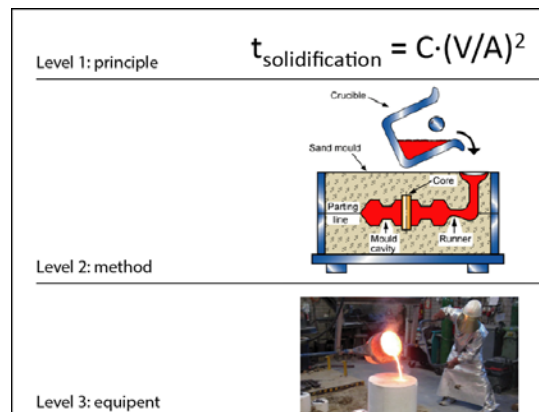 t_solidification = C·(V/A)²
Level 1: principle
Crucible
Sand mould
Core
Parting
line
Mould
cavity
Runner
Level 2: method
Level 3: equipent